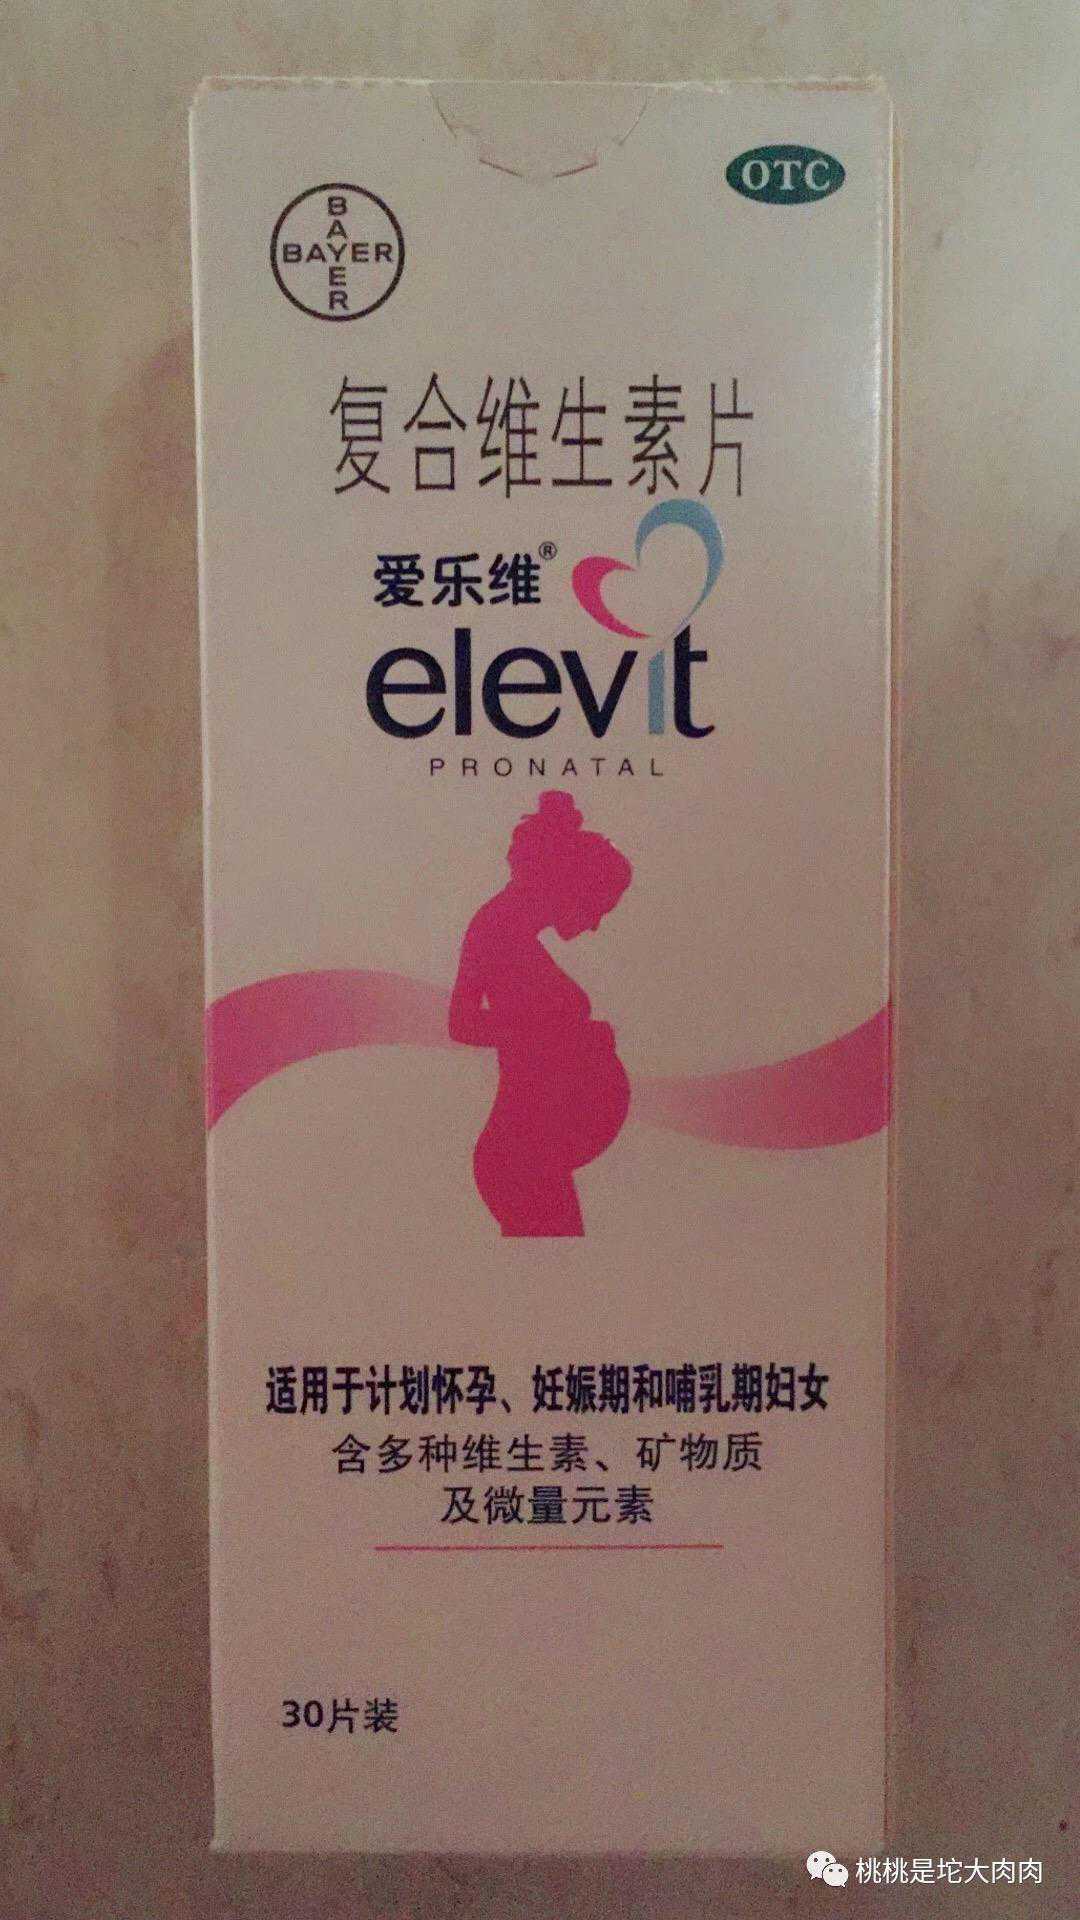 OTC
BAYER
BAYER
复合维生素片
爱乐维®
elevit
PRONATAL
适用于计划怀孕、妊娠期和哺乳期妇女
含多种维生素、矿物质
及微量元素
30片装
桃桃是坨大肉肉